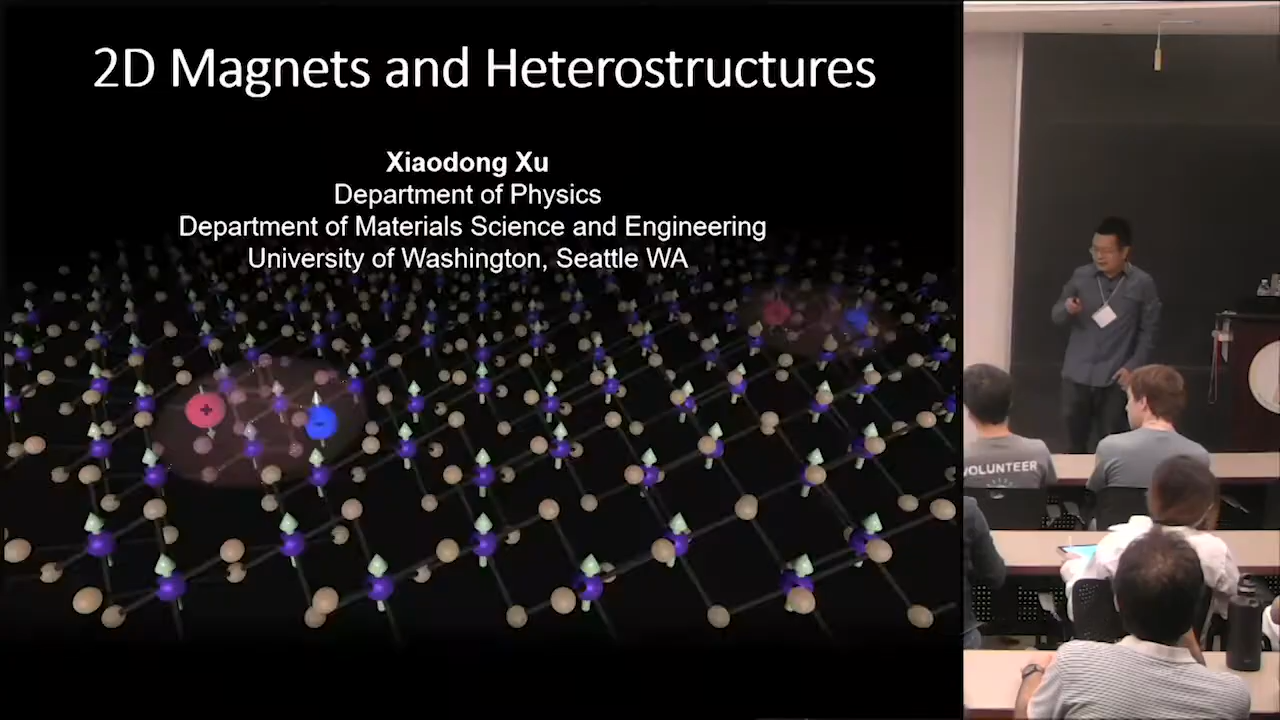 2D Magnets and Heterostructures
Xiaodong Xu
Department of Physics
Department of Materials Science and Engineering
University of Washington, Seattle WA
VOLUNTEER